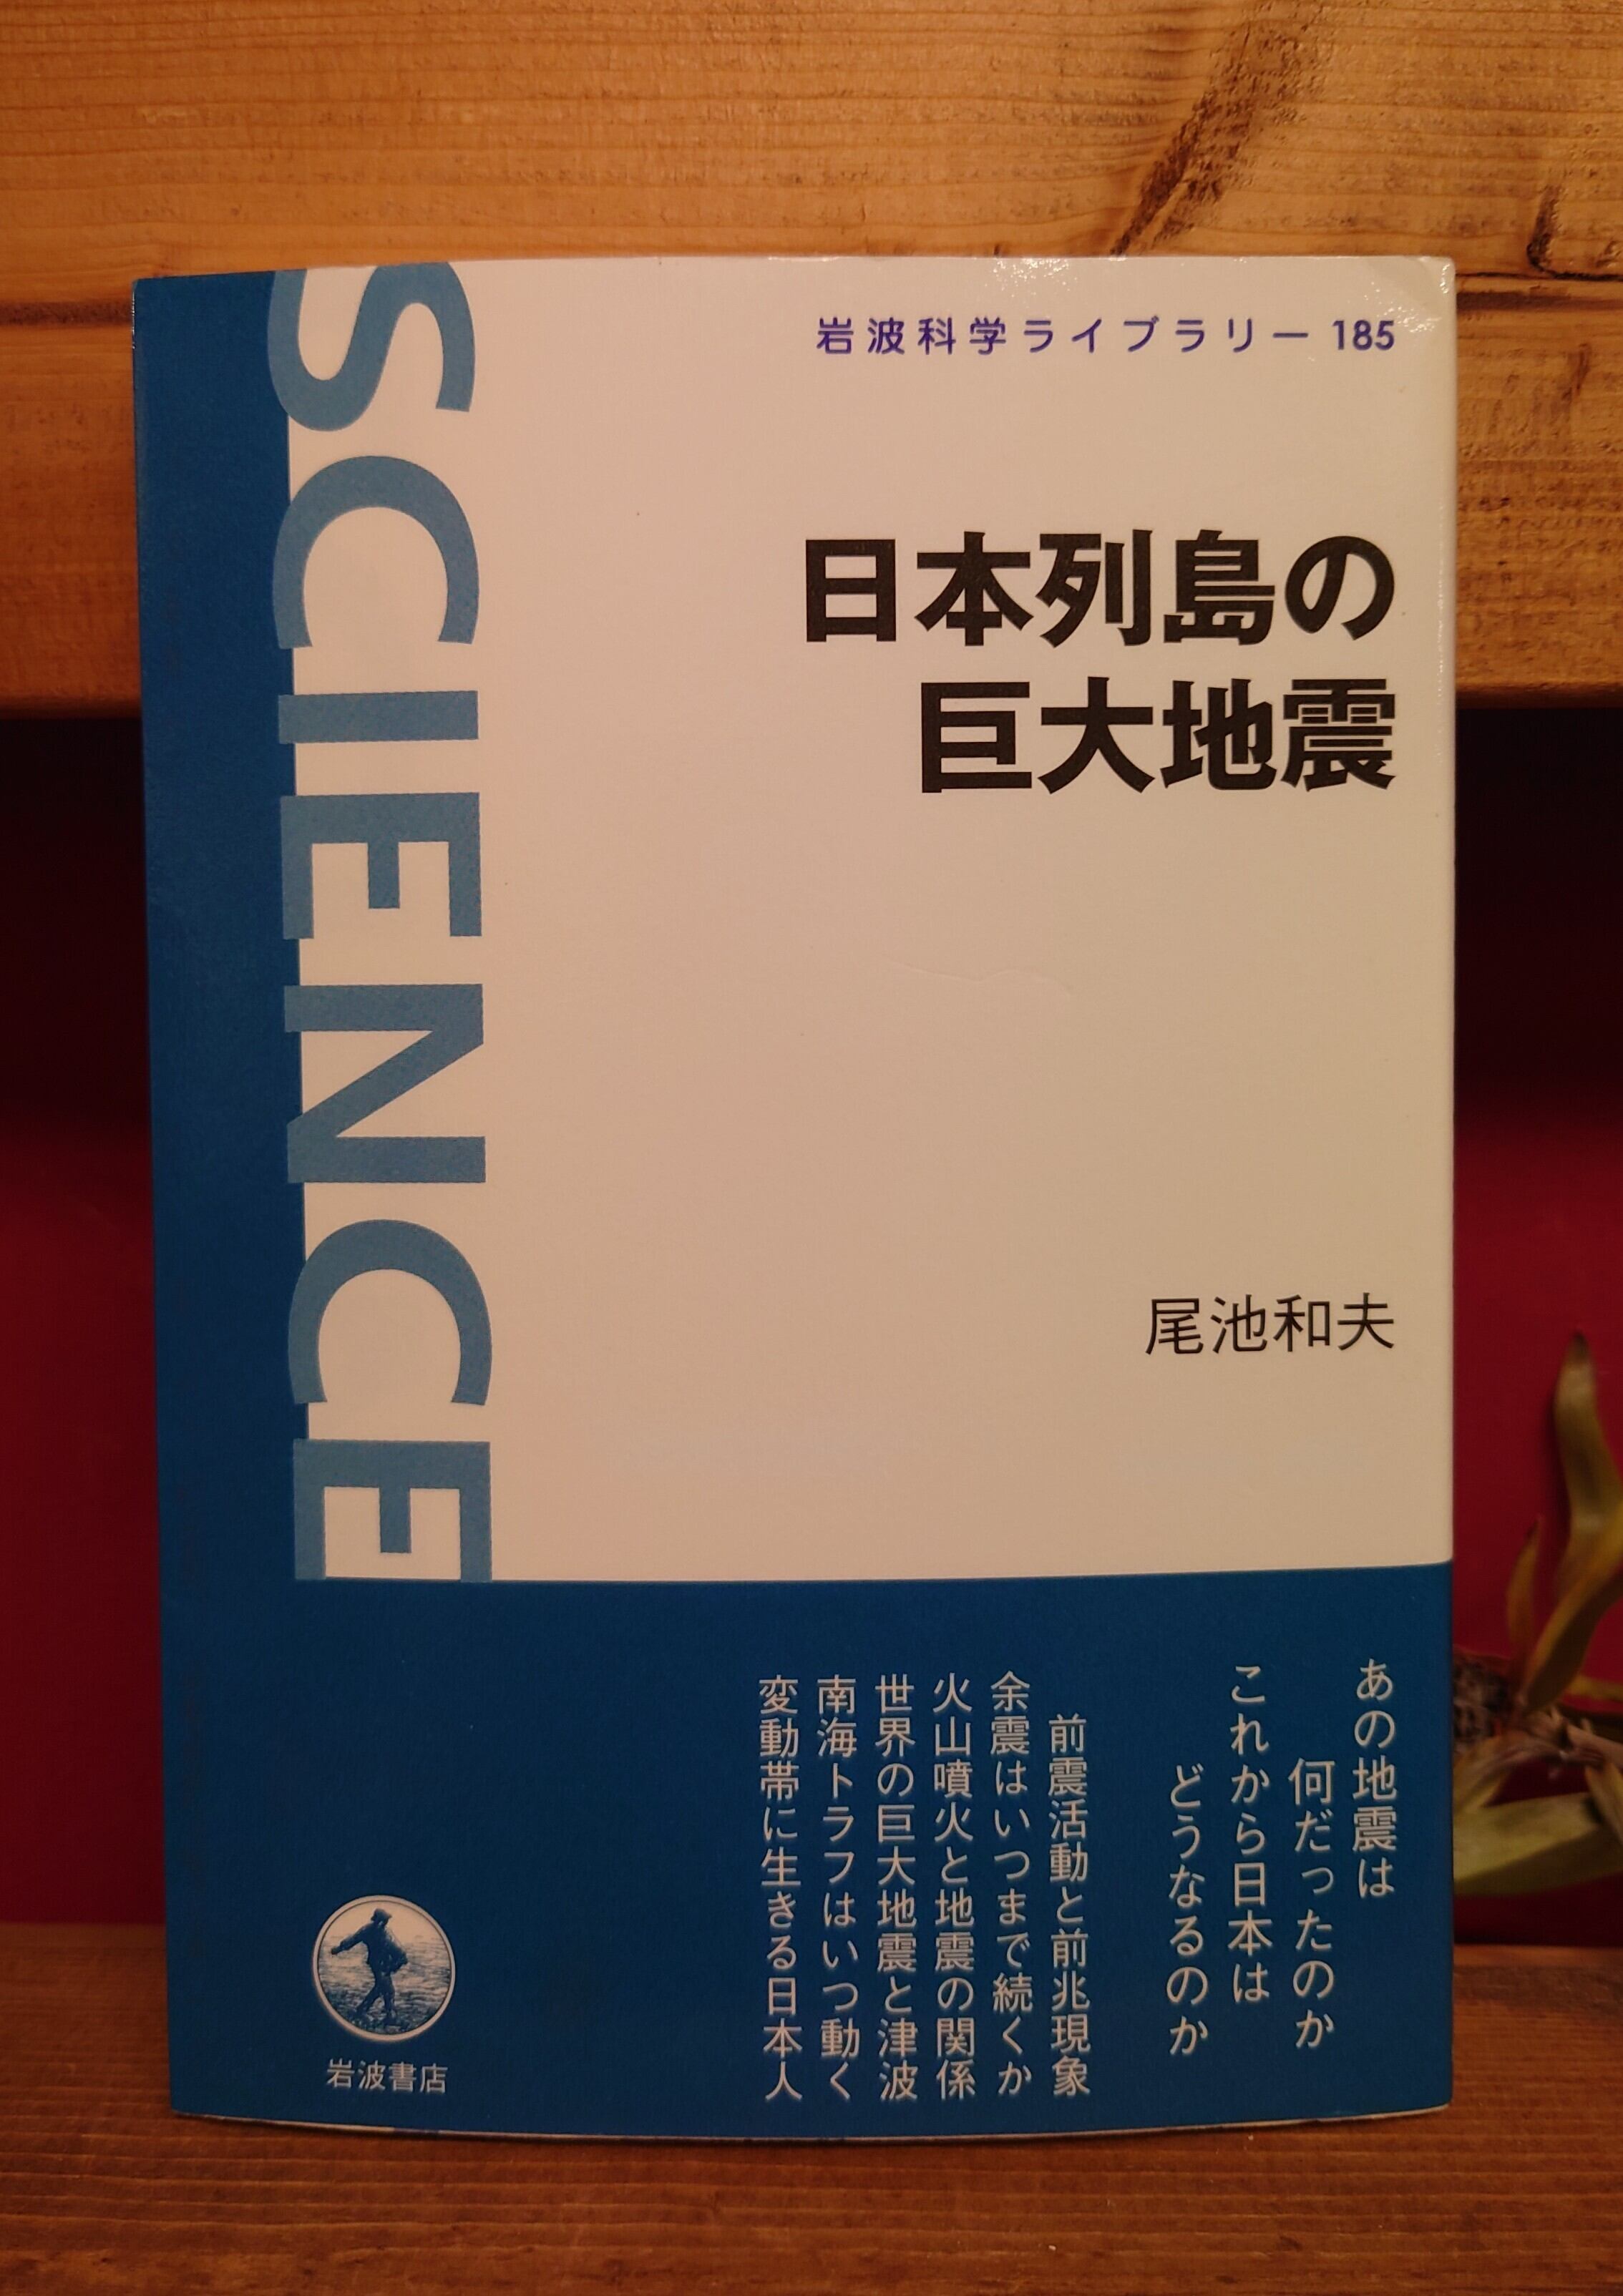 岩波科学ライブラリー 185
日本列島の
巨大地震
SCIENCE
尾池和夫
あの地震は
何だったのか
これから日本は
どうなるのか
前震活動と前兆現象
余震はいつまで続くか
火山噴火と地震の関係
世界の巨大地震と津波
南海トラフはいつ動く
変動帯に生きる日本人
岩波書店